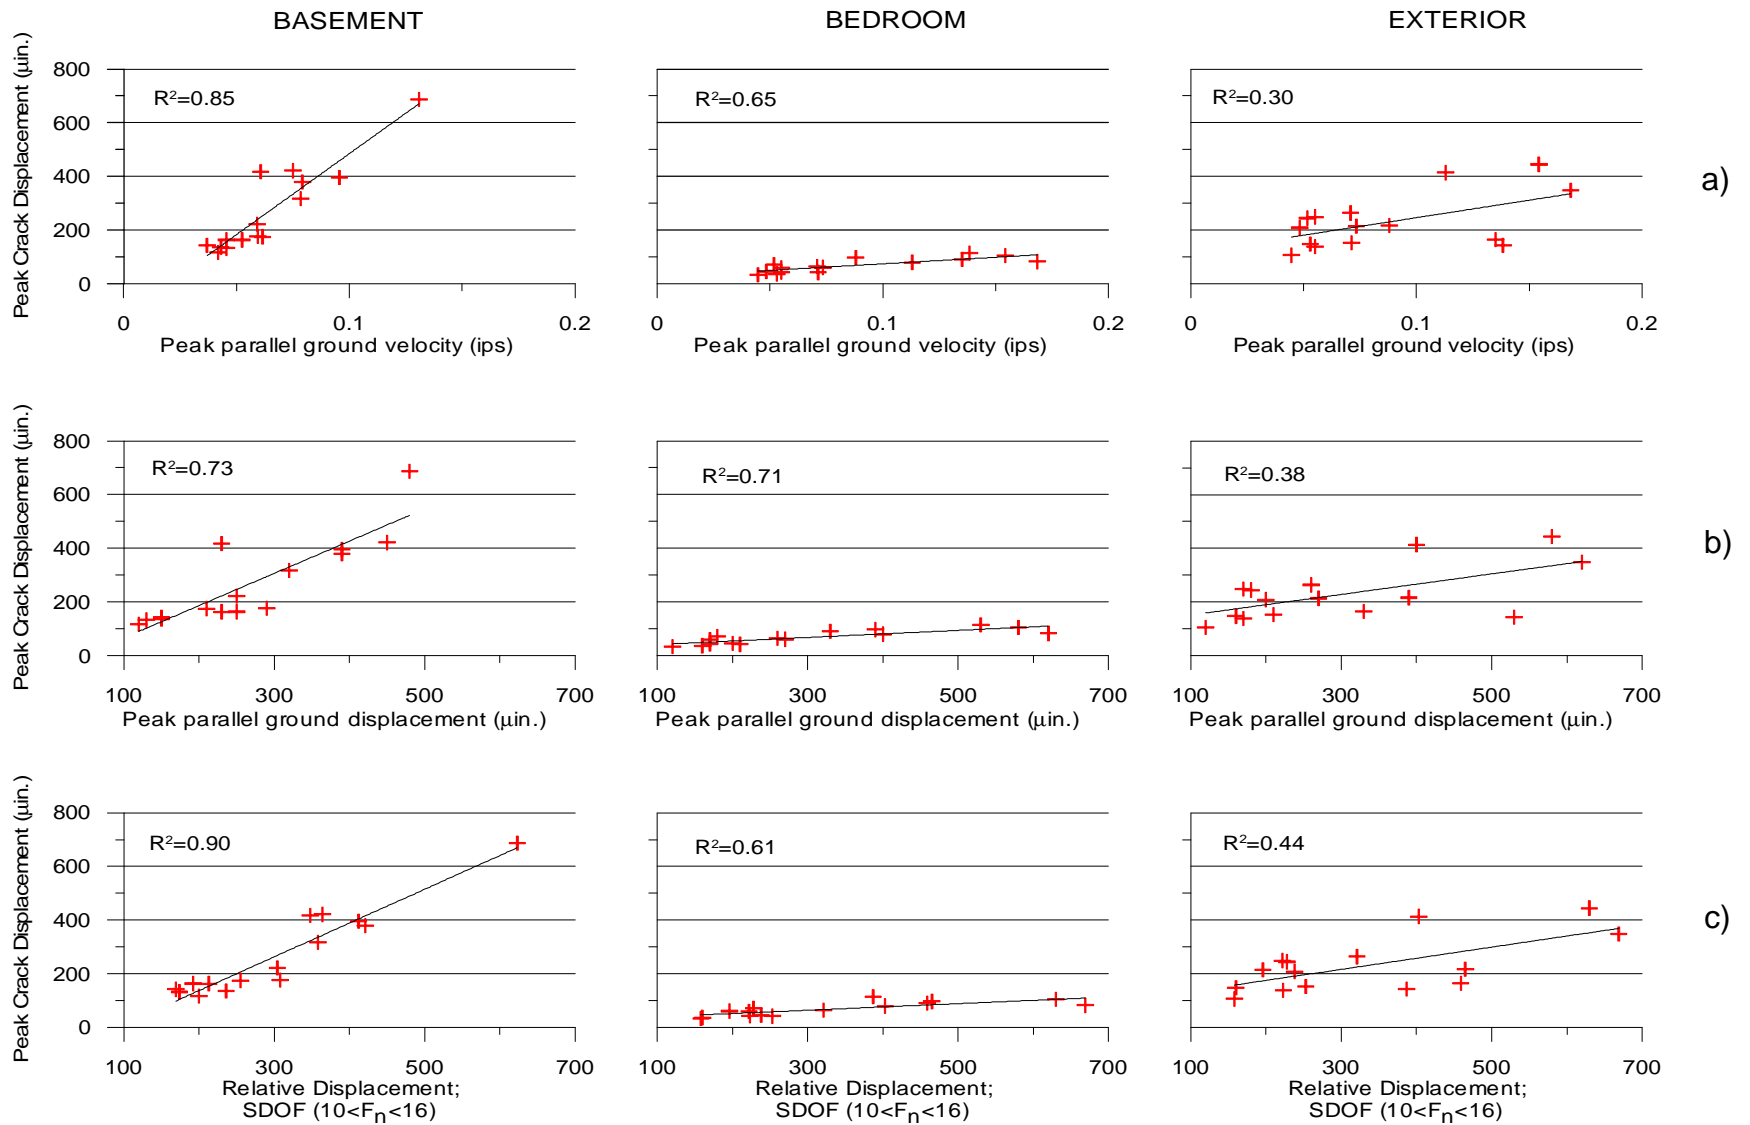 BASEMENT BEDROOM EXTERIOR
Peak Crack Displacement (μin.)
800
600
400
200
0
R²=0.85
R²=0.65
R²=0.30
a)
0 0.1 0.2
0 0.1 0.2
0 0.1 0.2
Peak parallel ground velocity (ips)
Peak parallel ground velocity (ips)
Peak parallel ground velocity (ips)
Peak Crack Displacement (μin.)
800
600
400
200
0
R²=0.73
R²=0.71
R²=0.38
b)
100 300 500 700
100 300 500 700
100 300 500 700
Peak parallel ground displacement (μin.)
Peak parallel ground displacement (μin.)
Peak parallel ground displacement (μin.)
Peak Crack Displacement (μin.)
800
600
400
200
0
R²=0.90
R²=0.61
R²=0.44
c)
100 300 500 700
100 300 500 700
100 300 500 700
Relative Displacement;
SDOF (10<Fn<16)
Relative Displacement;
SDOF (10<Fn<16)
Relative Displacement;
SDOF (10<Fn<16)